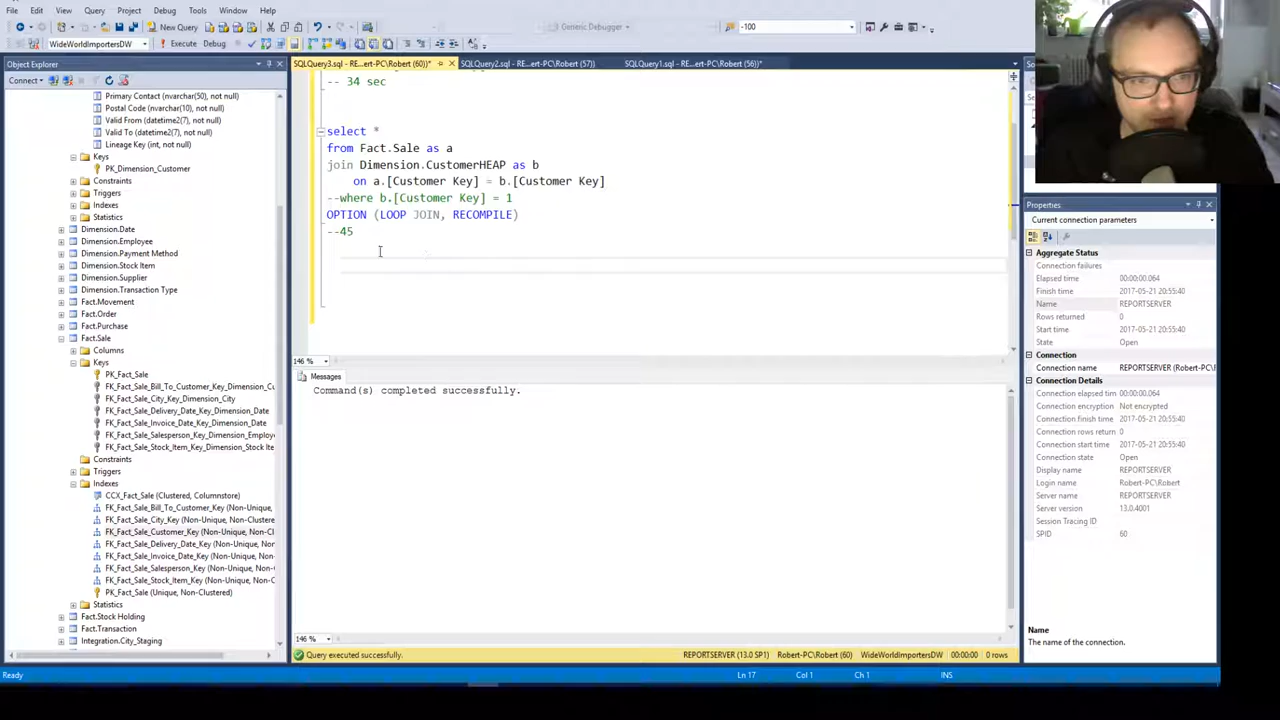 File Edit View Query Project Debug Tools Window Help
New Query
Generic Debugger
-100
WideWorldImportersDW
Execute Debug
Object Explorer
SQLQuery3.sql - RE...ert-PC\Robert (60))*
SQLQuery2.sql - RE...ert-PC\Robert (57))
SQLQuery1.sql - RE...ert-PC\Robert (56))*
Connect
Primary Contact (nvarchar(50), not null)
Postal Code (nvarchar(10), not null)
Valid From (datetime2(7), not null)
Valid To (datetime2(7), not null)
Lineage Key (int, not null)
Keys
PK_Dimension_Customer
Constraints
Triggers
Indexes
Statistics
Dimension.Date
Dimension.Employee
Dimension.Payment Method
Dimension.Stock Item
Dimension.Supplier
Dimension.Transaction Type
Fact.Movement
Fact.Order
Fact.Purchase
Fact.Sale
Columns
Keys
PK_Fact_Sale
FK_Fact_Sale_Bill_To_Customer_Key_Dimension_Cu
FK_Fact_Sale_City_Key_Dimension_City
FK_Fact_Sale_Delivery_Date_Key_Dimension_Date
FK_Fact_Sale_Invoice_Date_Key_Dimension_Date
FK_Fact_Sale_Salesperson_Key_Dimension_Employe
FK_Fact_Sale_Stock_Item_Key_Dimension_Stock Ite
Constraints
Triggers
Indexes
CCX_Fact_Sale (Clustered, Columnstore)
FK_Fact_Sale_Bill_To_Customer_Key (Non-Unique,
FK_Fact_Sale_City_Key (Non-Unique, Non-Clustere
FK_Fact_Sale_Customer_Key (Non-Unique, Non-Cl
FK_Fact_Sale_Delivery_Date_Key (Non-Unique, Non
FK_Fact_Sale_Invoice_Date_Key (Non-Unique, Non-
FK_Fact_Sale_Salesperson_Key (Non-Unique, Non-
FK_Fact_Sale_Stock_Item_Key (Non-Unique, Non-C
PK_Fact_Sale (Unique, Non-Clustered)
Statistics
Fact.Stock Holding
Fact.Transaction
Integration.City_Staging
-- 34 sec
select *
from Fact.Sale as a
join Dimension.CustomerHEAP as b
on a.[Customer Key] = b.[Customer Key]
--where b.[Customer Key] = 1
OPTION (LOOP JOIN, RECOMPILE)
--45
146 %
Messages
Command(s) completed successfully.
146 %
Query executed successfully.
REPORTSERVER (13.0 SP1) Robert-PC\Robert (60) WideWorldImportersDW 00:00:00 0 rows
Properties
Current connection parameters
Aggregate Status
Connection failures
Elapsed time 00:00:00.064
Finish time 2017-05-21 20:55:40
Name REPORTSERVER
Rows returned 0
Start time 2017-05-21 20:55:40
State Open
Connection
Connection name REPORTSERVER (Robert-PC\R
Connection Details
Connection elapsed tim 00:00:00.064
Connection encryption Not encrypted
Connection finish time 2017-05-21 20:55:40
Connection rows return 0
Connection start time 2017-05-21 20:55:40
Connection state Open
Display name REPORTSERVER
Login name Robert-PC\Robert
Server name REPORTSERVER
Server version 13.0.4001
Session Tracing ID
SPID 60
Name
The name of the connection.
Ready
Ln 17 Col 1 Ch 1 INS